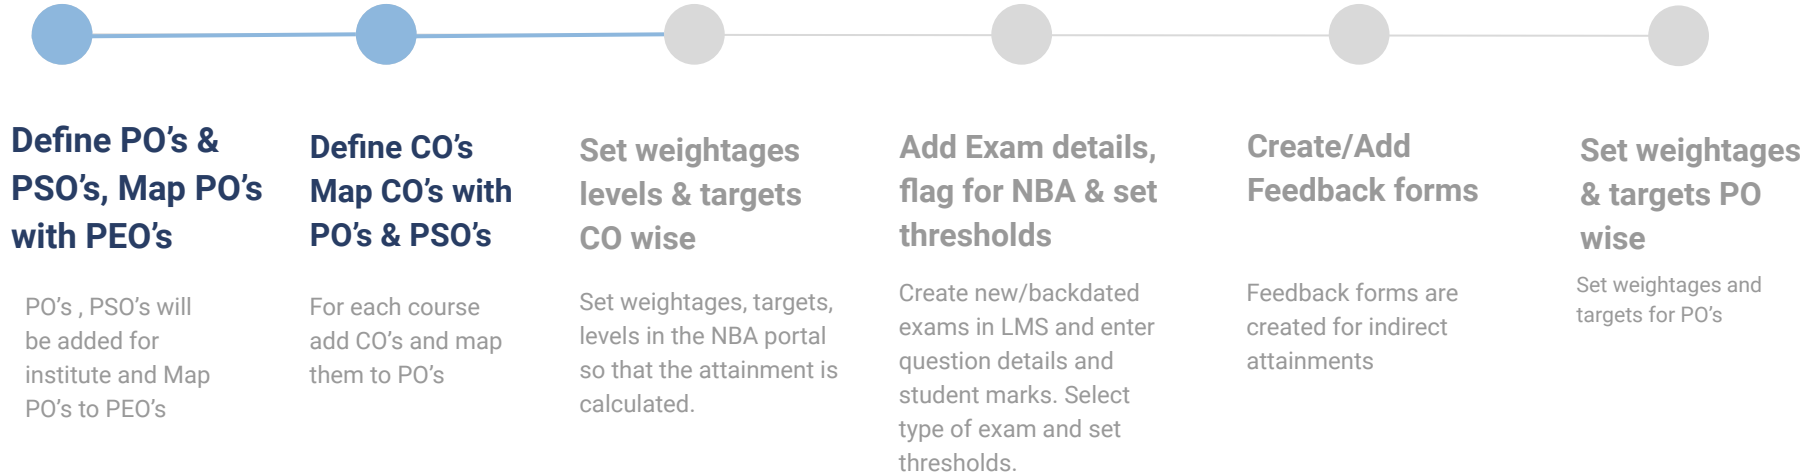 Define PO’s &
PSO’s, Map PO’s
with PEO’s
PO’s , PSO’s will
be added for
institute and Map
PO’s to PEO’s
Define CO’s
Map CO’s with
PO’s & PSO’s
For each course
add CO’s and map
them to PO’s
Set weightages
levels & targets
CO wise
Set weightages, targets,
levels in the NBA portal
so that the attainment is
calculated.
Add Exam details,
flag for NBA & set
thresholds
Create new/backdated
exams in LMS and enter
question details and
student marks. Select
type of exam and set
thresholds.
Create/Add
Feedback forms
Feedback forms are
created for indirect
attainments
Set weightages
& targets PO
wise
Set weightages and
targets for PO’s